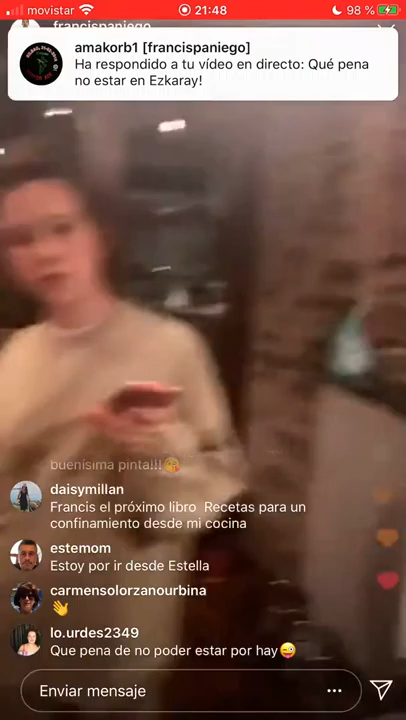 movistar
21:48
98 %
francispaniego
amakorb1 [francispaniego]
Ha respondido a tu vídeo en directo: Qué pena
no estar en Ezkaray!
buenísima pinta!!!🥰
daisymillan
Francis el próximo libro Recetas para un
confinamiento desde mi cocina
estemom
Estoy por ir desde Estella
carmensolorzanourbina
👋
lo.urdes2349
Que pena de no poder estar por hay😜
Enviar mensaje